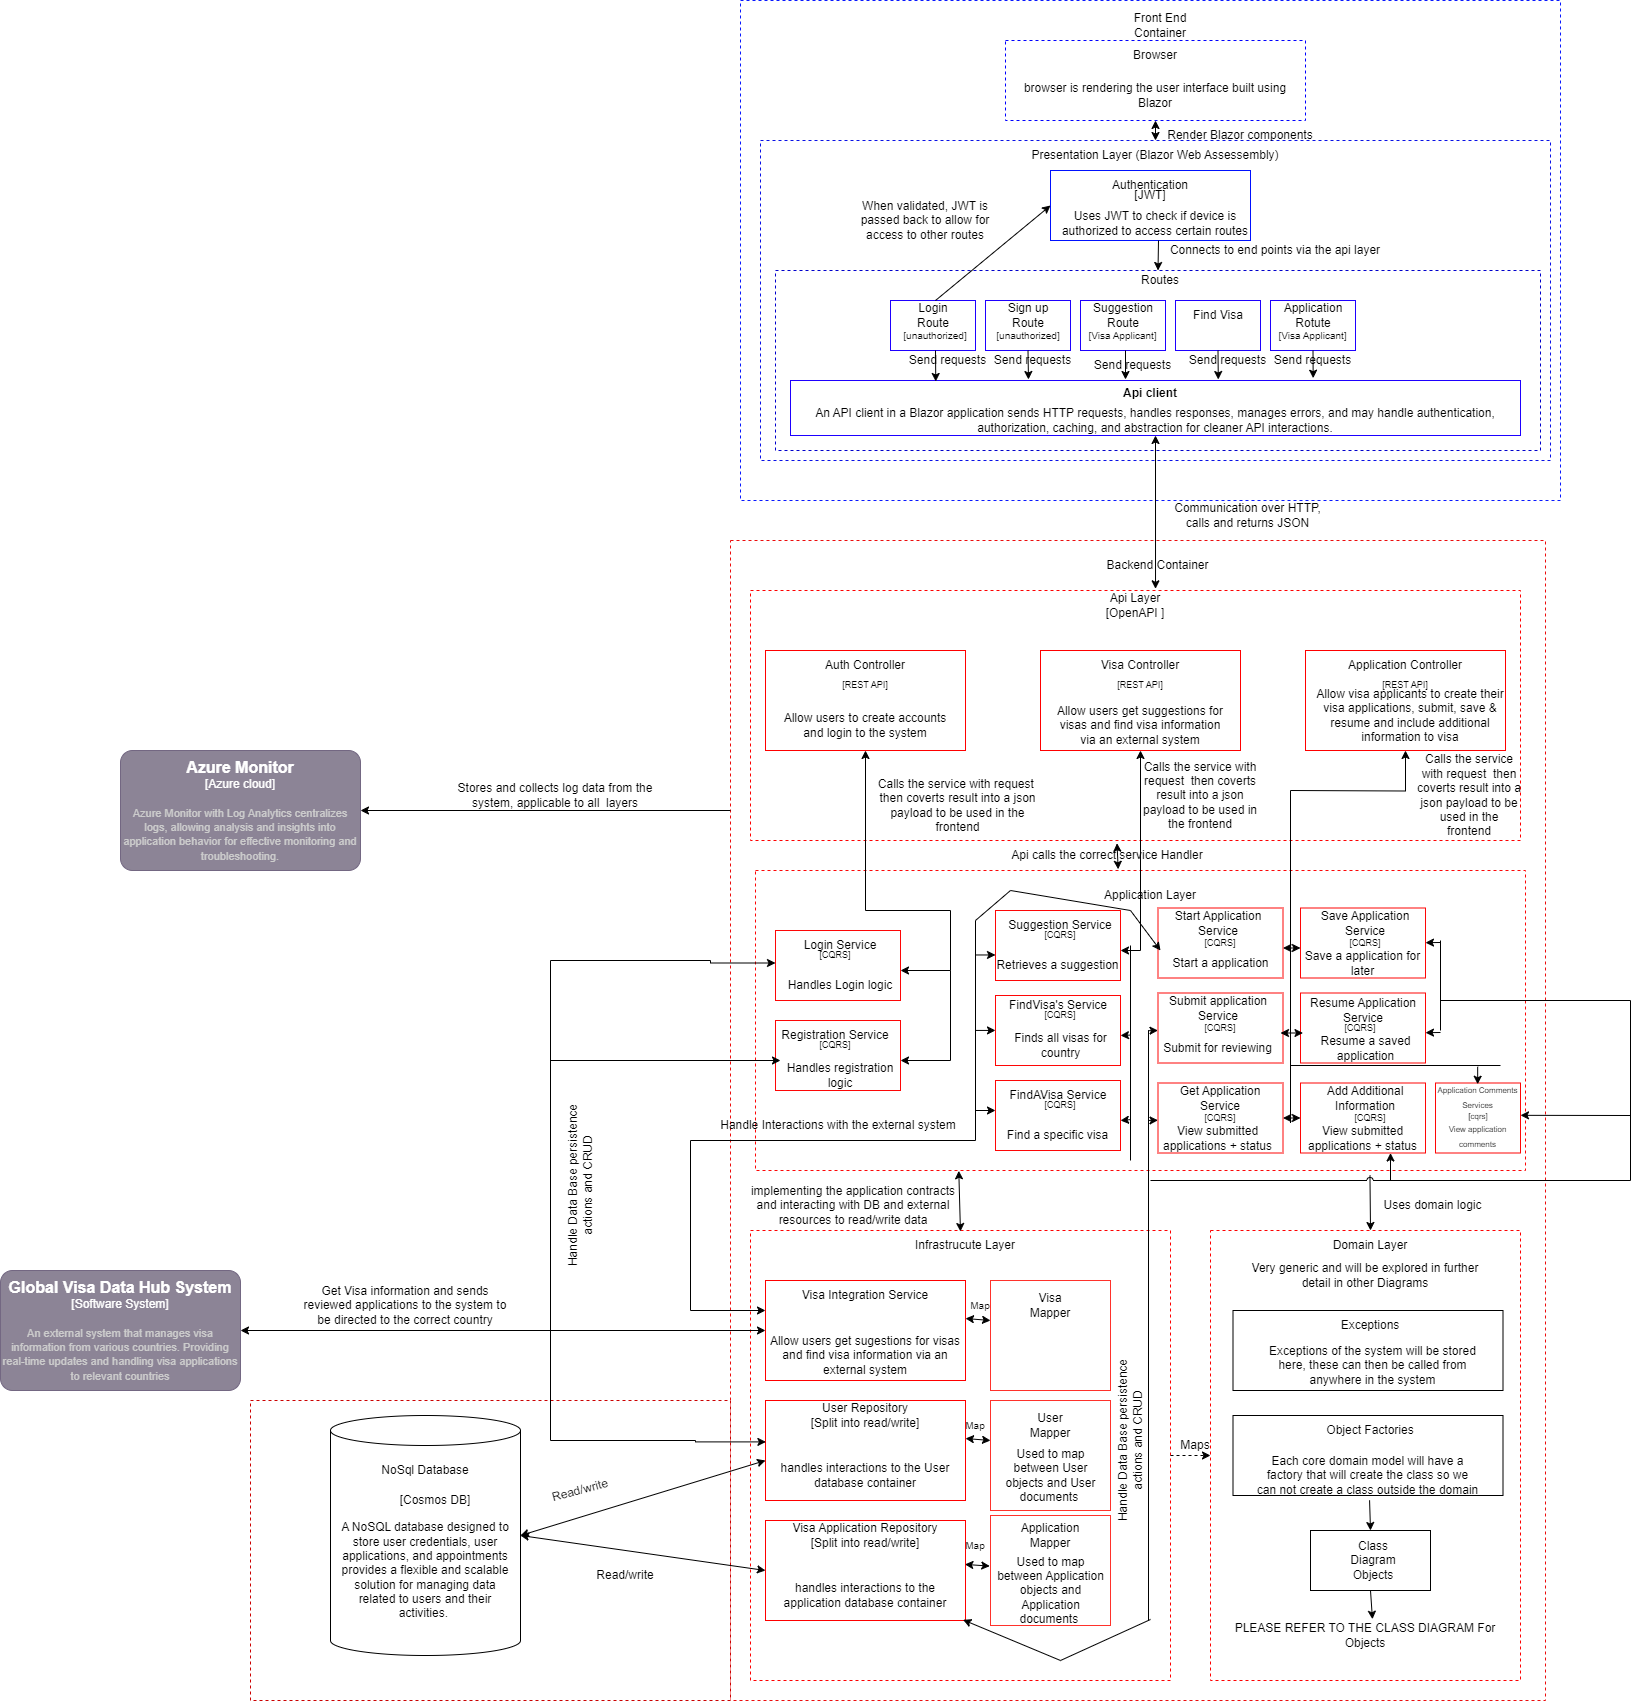 Front End
Container
Browser
browser is rendering the user interface built using
Blazor
Render Blazor components
Presentation Layer (Blazor Web Assessembly)
Authentication
[JWT]
Uses JWT to check if device is
authorized to access certain routes
When validated, JWT is
passed back to allow for
access to other routes
Connects to end points via the api layer
Routes
Login
Route
[unauthorized]
Sign up
Route
[unauthorized]
Suggestion
Route
[Visa Applicant]
Find Visa
Application
Rotute
[Visa Applicant]
Send requests
Send requests
Send requests
Send requests
Send requests
Api client
An API client in a Blazor application sends HTTP requests, handles responses, manages errors, and may handle authentication,
authorization, caching, and abstraction for cleaner API interactions.
Communication over HTTP,
calls and returns JSON
Backend Container
Api Layer
[OpenAPI ]
Auth Controller
[REST API]
Allow users to create accounts
and login to the system
Visa Controller
[REST API]
Allow users get suggestions for
visas and find visa information
via an external system
Application Controller
[REST API]
Allow visa applicants to create their
visa applications, submit, save &
resume and include additional
information to visa
Azure Monitor
[Azure cloud]
Azure Monitor with Log Analytics centralizes
logs, allowing analysis and insights into
application behavior for effective monitoring and
troubleshooting.
Stores and collects log data from the
system, applicable to all layers
Calls the service with request
then coverts result into a json
payload to be used in the
frontend
Calls the service with
request then coverts
result into a json
payload to be used in
the frontend
Calls the service
with request then
coverts result into a
json payload to be
used in the
frontend
Api calls the correct service Handler
Application Layer
Login Service
[CQRS]
Handles Login logic
Registration Service
[CQRS]
Handles registration
logic
Suggestion Service
[CQRS]
Retrieves a suggestion
FindVisa's Service
[CQRS]
Finds all visas for
country
FindAVisa Service
[CQRS]
Find a specific visa
Start Application
Service
[CQRS]
Start a application
Save Application
Service
[CQRS]
Save a application for
later
Submit application
Service
[CQRS]
Submit for reviewing
Resume Application
Service
[CQRS]
Resume a saved
application
Get Application
Service
[CQRS]
View submitted
applications + status
Add Additional
Information
[CQRS]
View submitted
applications + status
Application Comments
Services
[cqrs]
View application
comments
Handle Interactions with the external system
Handle Data Base persistence
actions and CRUD
implementing the application contracts
and interacting with DB and external
resources to read/write data
Uses domain logic
Infrastrucute Layer
Visa Integration Service
Allow users get sugestions for visas
and find visa information via an
external system
Map
Visa
Mapper
User Repository
[Split into read/write]
handles interactions to the User
database container
Map
User
Mapper
Used to map
between User
objects and User
documents
Visa Application Repository
[Split into read/write]
handles interactions to the
application database container
Map
Application
Mapper
Used to map
between Application
objects and
Application
documents
Handle Data Base persistence
actions and CRUD
Maps
Domain Layer
Very generic and will be explored in further
detail in other Diagrams
Exceptions
Exceptions of the system will be stored
here, these can then be called from
anywhere in the system
Object Factories
Each core domain model will have a
factory that will create the class so we
can not create a class outside the domain
Class
Diagram
Objects
PLEASE REFER TO THE CLASS DIAGRAM For
Objects
Global Visa Data Hub System
[Software System]
An external system that manages visa
information from various countries. Providing
real-time updates and handling visa applications
to relevant countries
Get Visa information and sends
reviewed applications to the system to
be directed to the correct country
NoSql Database
[Cosmos DB]
A NoSQL database designed to
store user credentials, user
applications, and appointments
provides a flexible and scalable
solution for managing data
related to users and their
activities.
Read/write
Read/write